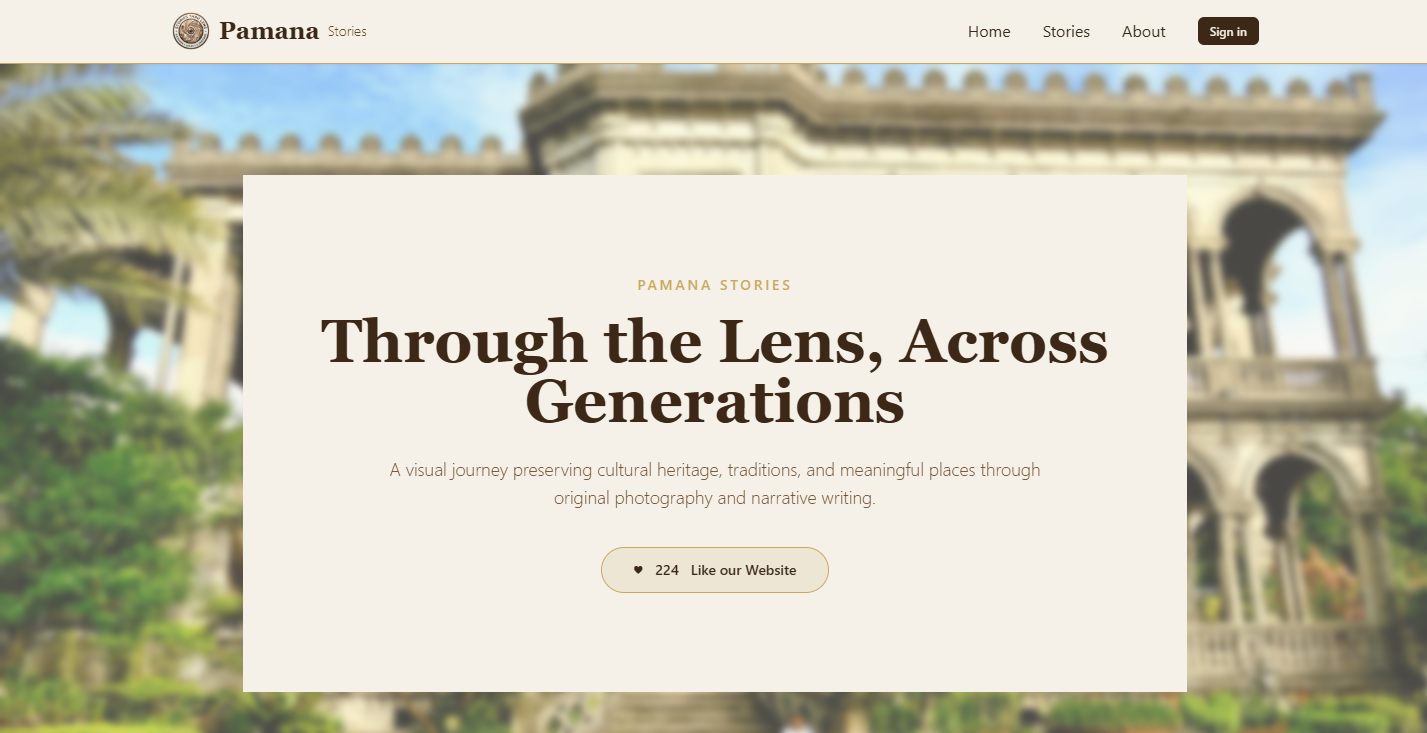 Pamana Stories
Home Stories About Sign in
PAMANA STORIES
Through the Lens, Across
Generations
A visual journey preserving cultural heritage, traditions, and meaningful places through
original photography and narrative writing.
♥ 224 Like our Website